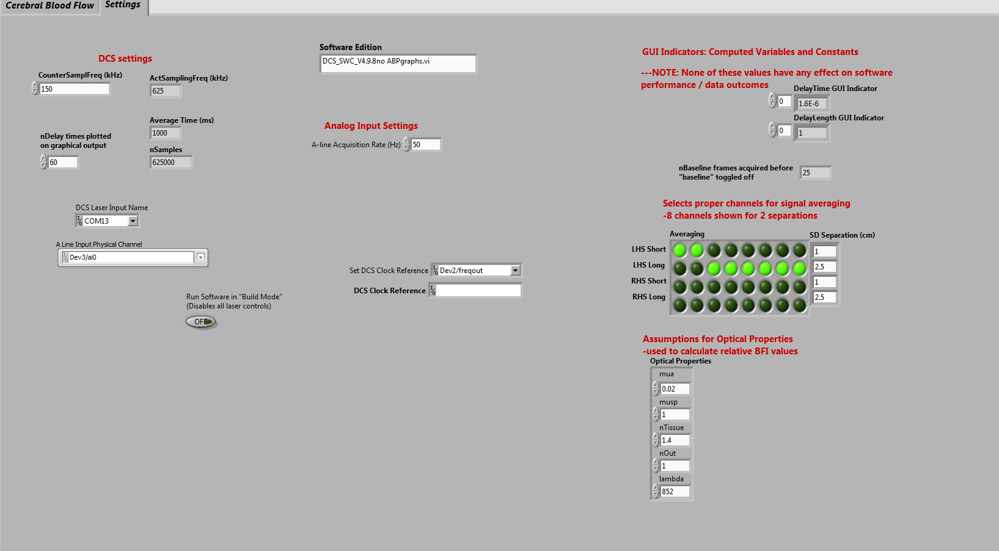 Cerebral Blood Flow
Settings
DCS settings
CounterSamplFreq (kHz)
150
ActSamplingFreq (kHz)
625
Average Time (ms)
1000
nDelay times plotted
on graphical output
60
nSamples
625000
DCS Laser Input Name
COM13
A Line Input Physical Channel
Dev3/ai0
Run Software in "Build Mode"
(Disables all laser controls)
OFF
Software Edition
DCS_SWC_V4.9.8no ABPgraphs.vi
Analog Input Settings
A-line Acquisition Rate (Hz)
50
Set DCS Clock Reference
Dev2/freqout
DCS Clock Reference
GUI Indicators: Computed Variables and Constants
---NOTE: None of these values have any effect on software
performance / data outcomes
DelayTime GUI Indicator
0
1.6E-6
DelayLength GUI Indicator
0
1
nBaseline frames acquired before
"baseline" toggled off
25
Selects proper channels for signal averaging
-8 channels shown for 2 separations
Averaging
SD Separation (cm)
LHS Short
1
LHS Long
2.5
RHS Short
1
RHS Long
2.5
Assumptions for Optical Properties
-used to calculate relative BFI values
Optical Properties
mua
0.02
musp
1
nTissue
1.4
nOut
1
lambda
852